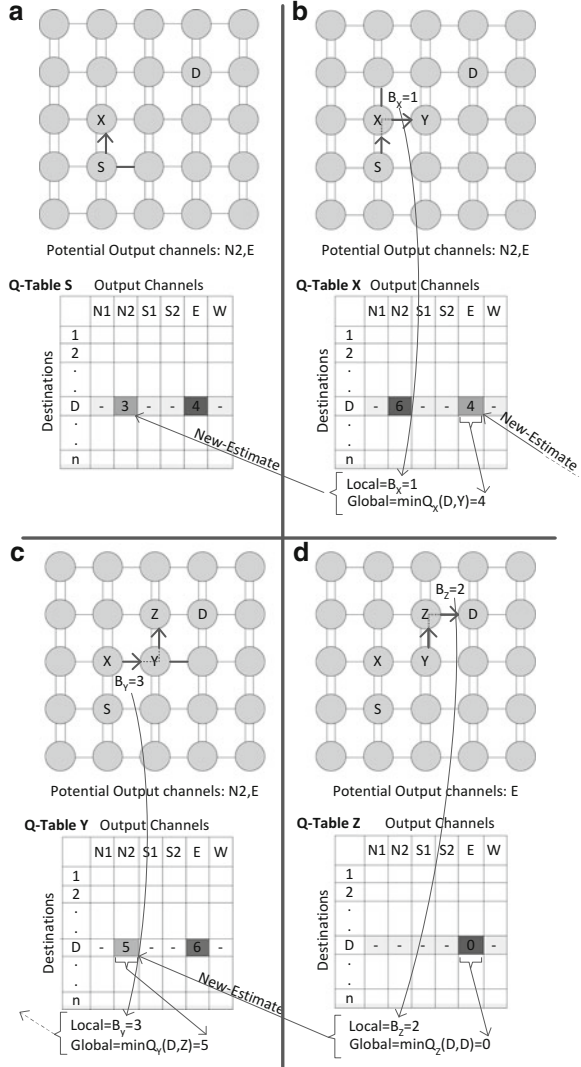 a
D
X
S
Potential Output channels: N2,E
Q-Table S Output Channels
N1 N2 S1 S2 E W
Destinations
1
2
.
.
D - 3 - - 4 -
.
.
n
New-Estimate
b
D
B_X=1
X Y
S
Potential Output channels: N2,E
Q-Table X Output Channels
N1 N2 S1 S2 E W
Destinations
1
2
.
.
D - 6 - - 4 -
.
.
n
New-Estimate
Local=B_X=1
Global=minQ_X(D,Y)=4
c
Z D
X Y
B_Y=3
S
Potential Output channels: N2,E
Q-Table Y Output Channels
N1 N2 S1 S2 E W
Destinations
1
2
.
.
D - 5 - - 6 -
.
.
n
New-Estimate
Local=B_y=3
Global=minQ_Y(D,Z)=5
d
B_Z=2
Z D
X Y
S
Potential Output channels: E
Q-Table Z Output Channels
N1 N2 S1 S2 E W
Destinations
1
2
.
.
D - - - - 0 -
.
.
n
Local=B_Z=2
Global=minQ_Z(D,D)=0